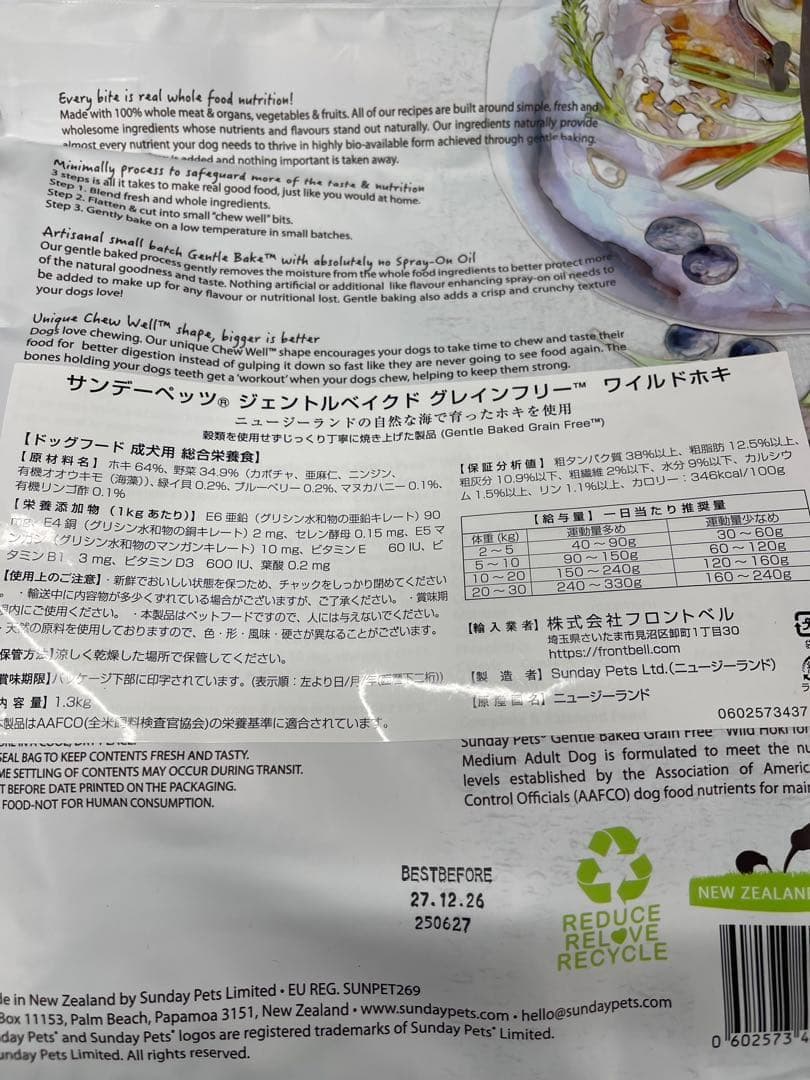 Every bite is real whole food nutrition!
Made with 100% whole meat & organs, vegetables & fruits. All of our recipes are built around simple, fresh and
wholesome ingredients whose nutrients and flavours stand out naturally. Our ingredients naturally provide
almost every nutrient your dog needs to thrive in highly bio-available form achieved through gentle baking.
added and nothing important is taken away.
Minimally process to safeguard more of the taste & nutrition
3 steps is all it takes to make real good food, just like you would at home.
Step 1. Blend fresh and whole ingredients.
Step 2. Flatten & cut into small "chew well" bits.
Step 3. Gently bake on a low temperature in small batches.
Artisanal small batch Gentle Bake™ with absolutely no Spray-On Oil
Our gentle baked process gently removes the moisture from the whole food ingredients to better protect more
of the natural goodness and taste. Nothing artificial or additional like flavour enhancing spray-on oil needs to
be added to make up for any flavour or nutritional lost. Gentle baking also adds a crisp and crunchy texture
your dogs love!
Unique Chew Well™ shape, bigger is better
Dogs love chewing. Our unique Chew Well™ shape encourages your dogs to take time to chew and taste their
food for better digestion instead of gulping it down so fast like they are never going to see food again. The
bones holding your dogs teeth get a 'workout' when your dogs chew, helping to keep them strong.
サンデーペッツ® ジェントルベイクド グレインフリー™ ワイルドホキ
ニュージーランドの自然な海で育ったホキを使用
穀類を使用せずじっくり丁寧に焼き上げた製品 (Gentle Baked Grain Free™)
【ドッグフード 成犬用 総合栄養食】
【原材料名】 ホキ 64%、野菜 34.9%（カボチャ、亜麻仁、ニンジン、
有機オオウキモ（海藻））、緑イ貝 0.2%、ブルーベリー 0.2%、マヌカハニー 0.1%、
有機リンゴ酢 0.1%
【栄養添加物（1kgあたり）】E6 亜鉛（グリシン水和物の亜鉛キレート）90
mg、E4 銅（グリシン水和物の銅キレート）2 mg、セレン酵母 0.15 mg、E5 マ
ンガン（グリシン水和物のマンガンキレート）10 mg、ビタミンE 60 IU、ビ
タミンB1 3 mg、ビタミンD3 600 IU、葉酸 0.2 mg
【使用上のご注意】・新鮮でおいしい状態を保つため、チャックをしっかり閉めてください
。・輸送中に内容物が多少くずれている場合がございますが、ご了承ください。・賞味期
限内にご使用ください。・本製品はペットフードですので、人には与えないでください。
・天然の原料を使用しておりますので、色・形・風味・硬さが異なることがございます。
保管方法】涼しく乾燥した場所で保管してください。
賞味期限】パッケージ下部に印字されています。(表示順：左より日/月/年(西暦下二桁))
内容量】1.3kg
本製品はAAFCO(全米飼料検査官協会)の栄養基準に適合されています。
【保証分析値】 粗タンパク質 38%以上、粗脂肪 12.5%以上、
粗灰分 10.9%以下、粗繊維 2%以下、水分 9%以下、カルシウ
ム 1.5%以上、リン 1.1%以上、カロリー：346kcal/100g
【給与量】 一日当たり推奨量
体重 (kg) 運動量多め 運動量少なめ
2～5 40～90g 30～60g
5～10 90～150g 60～120g
10～20 150～240g 120～160g
20～30 240～330g 160～240g
【輸入業者】株式会社フロントベル
埼玉県さいたま市見沼区卸町1丁目30
https://frontbell.com
【製造者】Sunday Pets Ltd.(ニュージーランド)
【原産国名】ニュージーランド
0602573437
SEAL BAG TO KEEP CONTENTS FRESH AND TASTY.
ME SETTLING OF CONTENTS MAY OCCUR DURING TRANSIT.
T BEFORE DATE PRINTED ON THE PACKAGING.
FOOD-NOT FOR HUMAN CONSUMPTION.
Sunday Pets® Gentle Baked Grain Free Wild Hoki for
Medium Adult Dog is formulated to meet the nu
levels established by the Association of Americ
Control Officials (AAFCO) dog food nutrients for mai
BESTBEFORE
27.12.26
250627
REDUCE
RELOVE
RECYCLE
NEW ZEALAN
de in New Zealand by Sunday Pets Limited • EU REG. SUNPET269
Box 11153, Palm Beach, Papamoa 3151, New Zealand • www.sundaypets.com • hello@sundaypets.com
day Pets® and Sunday Pets® logos are registered trademarks of Sunday Pets® Limited.
unday Pets Limited. All rights reserved.
0 602573 4